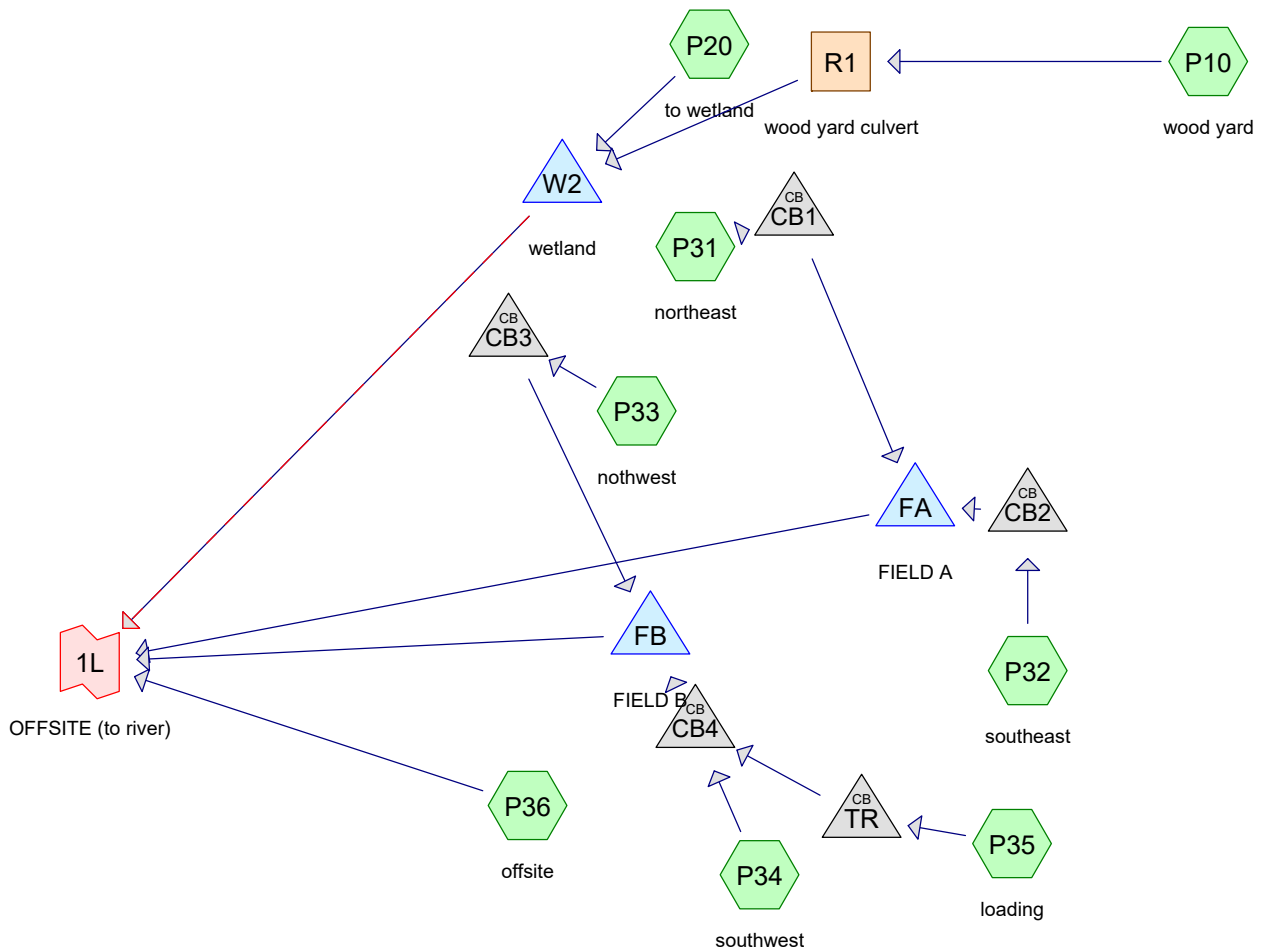 P20
to wetland
R1
wood yard culvert
P10
wood yard
W2
wetland
CB
CB1
P31
northeast
CB
CB3
P33
nothwest
FA
FIELD A
CB
CB2
1L
OFFSITE (to river)
FB
FIELD B
CB
CB4
P32
southeast
P36
offsite
CB
TR
P35
loading
P34
southwest